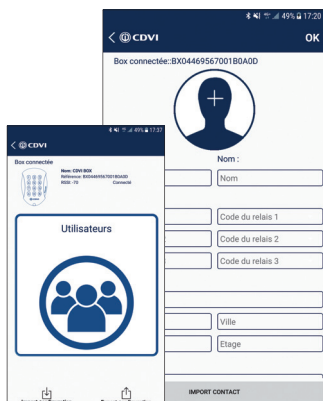 49% 17:20
CDVI
OK
Box connectée::BX04469567001B0A0D
Nom :
Nom
Code du relais 1
Code du relais 2
Code du relais 3
Ville
Etage
IMPORT CONTACT
49% 17:37
CDVI
Box connectée
Nom: CDVI BOX
Référence: BX04469567001B0A0D
RSSI: -70 Connecté
Utilisateurs